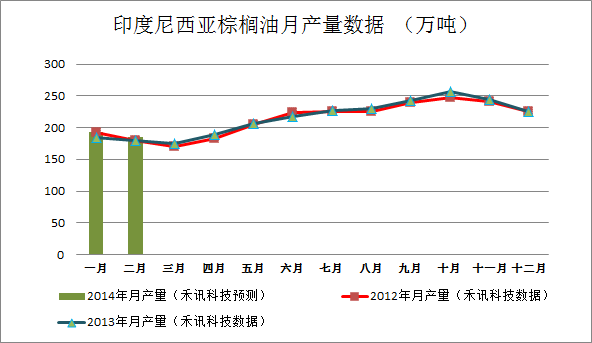 印度尼西亚棕榈油月产量数据 （万吨）
300
250
200
150
100
50
0
一月 二月 三月 四月 五月 六月 七月 八月 九月 十月 十一月 十二月
2014年月产量（禾讯科技预测） 2012年月产量（禾讯科技数据）
2013年月产量（禾讯科技数据）